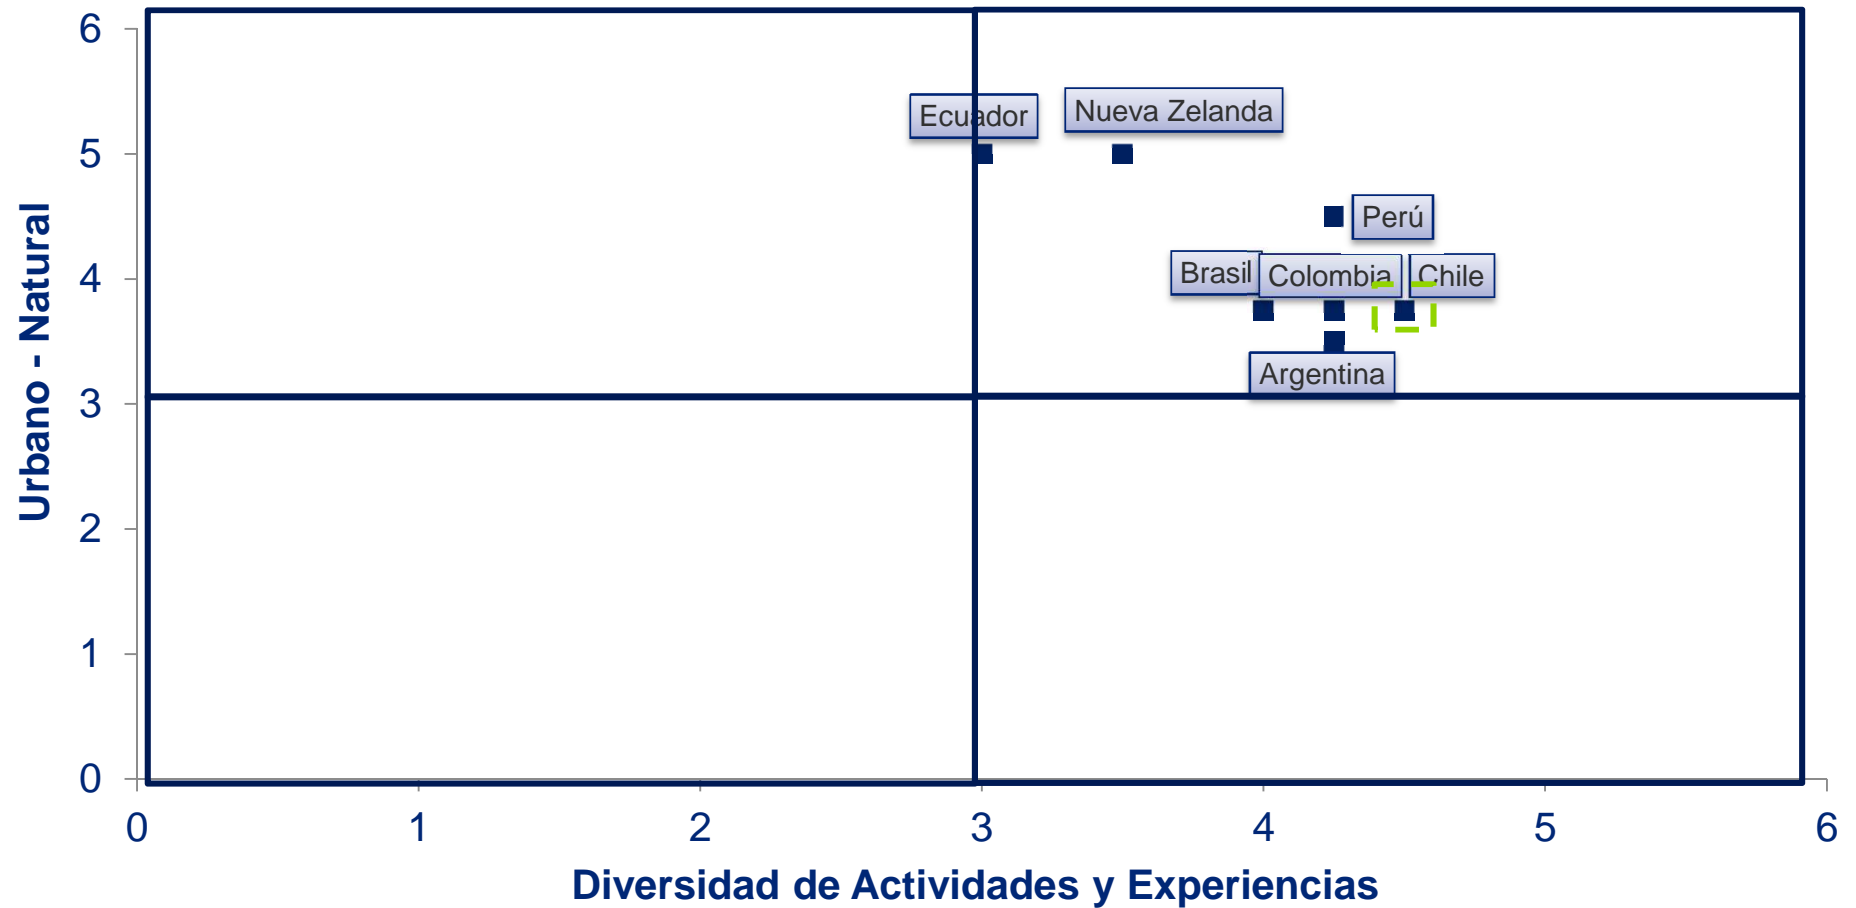 6
5
4
3
2
1
0
Urbano - Natural
Ecuador
Nueva Zelanda
Perú
Brasil
Colombia
Chile
Argentina
0 1 2 3 4 5 6
Diversidad de Actividades y Experiencias